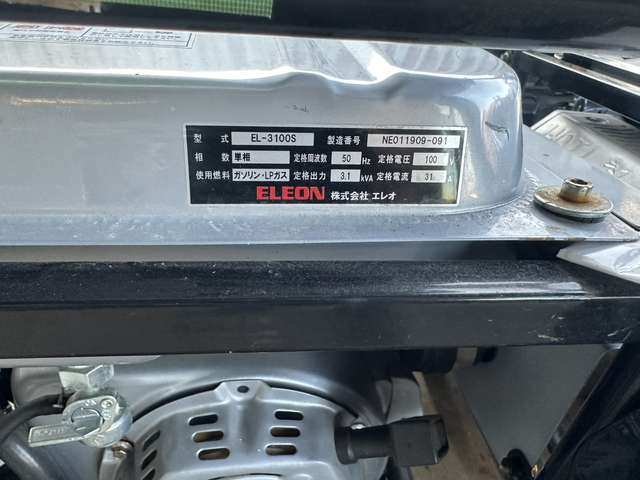 型 式 EL-3100S 製造番号 NE011909-091
相 数 単相 定格周波数 50 Hz 定格電圧 100
使用燃料 ガソリン・LPガス 定格出力 3.1 kVA 定格電流 31
ELEON 株式会社 エレオ